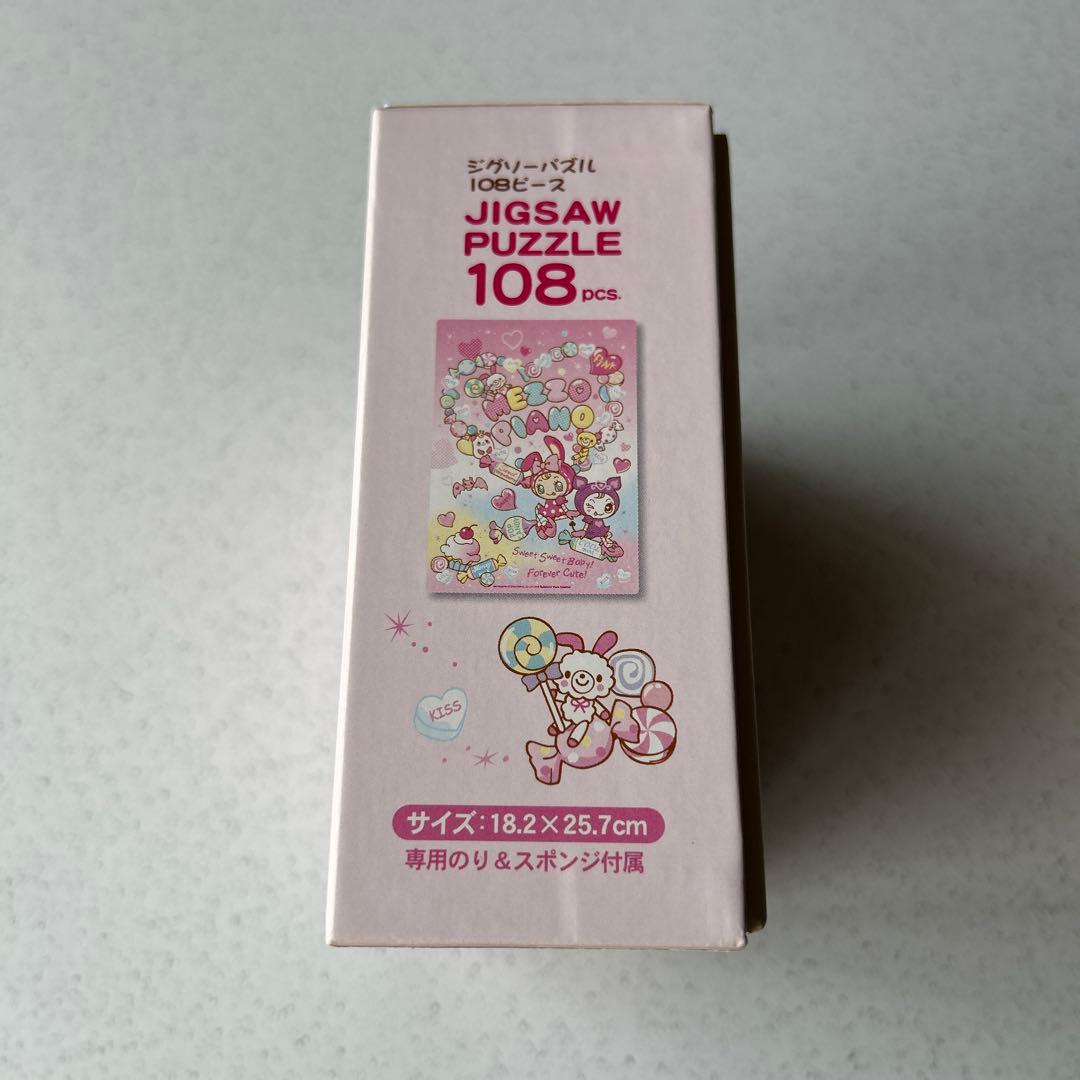 ジグソーパズル
108ピース
JIGSAW
PUZZLE
108pcs.
PINK
MEZZO
PIANO
Sweet Sweet Baby!
Forever Cute!
KISS
サイズ:18.2×25.7cm
専用のり&スポンジ付属